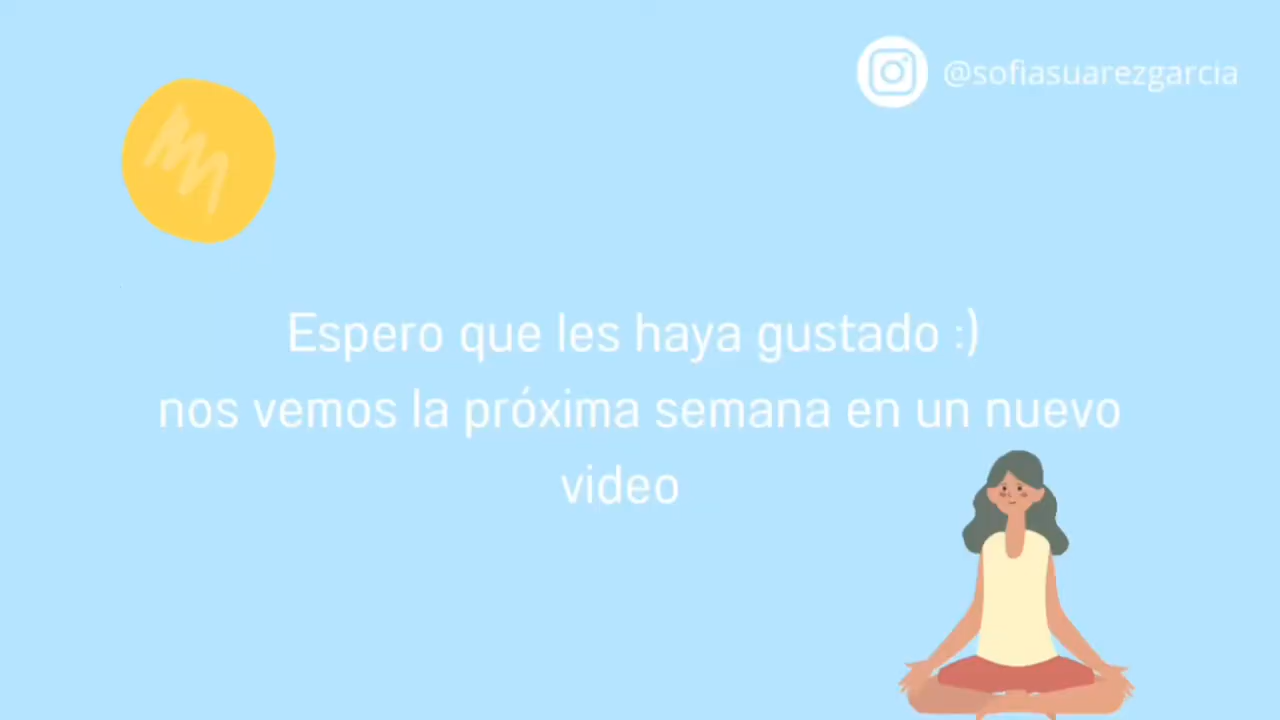 @sofiasuarezgarcia
Espero que les haya gustado :)
nos vemos la próxima semana en un nuevo
video